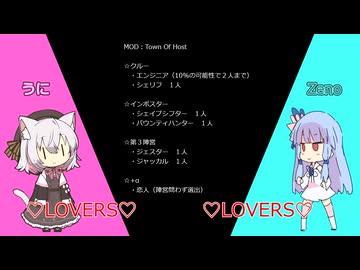 MOD：Town Of Host
☆クルー
・エンジニア（10%の可能性で２人まで）
・シェリフ　１人
☆インポスター
・シェイプシフター　１人
・バウンティハンター　１人
☆第３陣営
・ジェスター　１人
・ジャッカル　１人
☆+α
・恋人（陣営問わず選出）
うに
Zeno
♡LOVERS♡
♡LOVERS♡